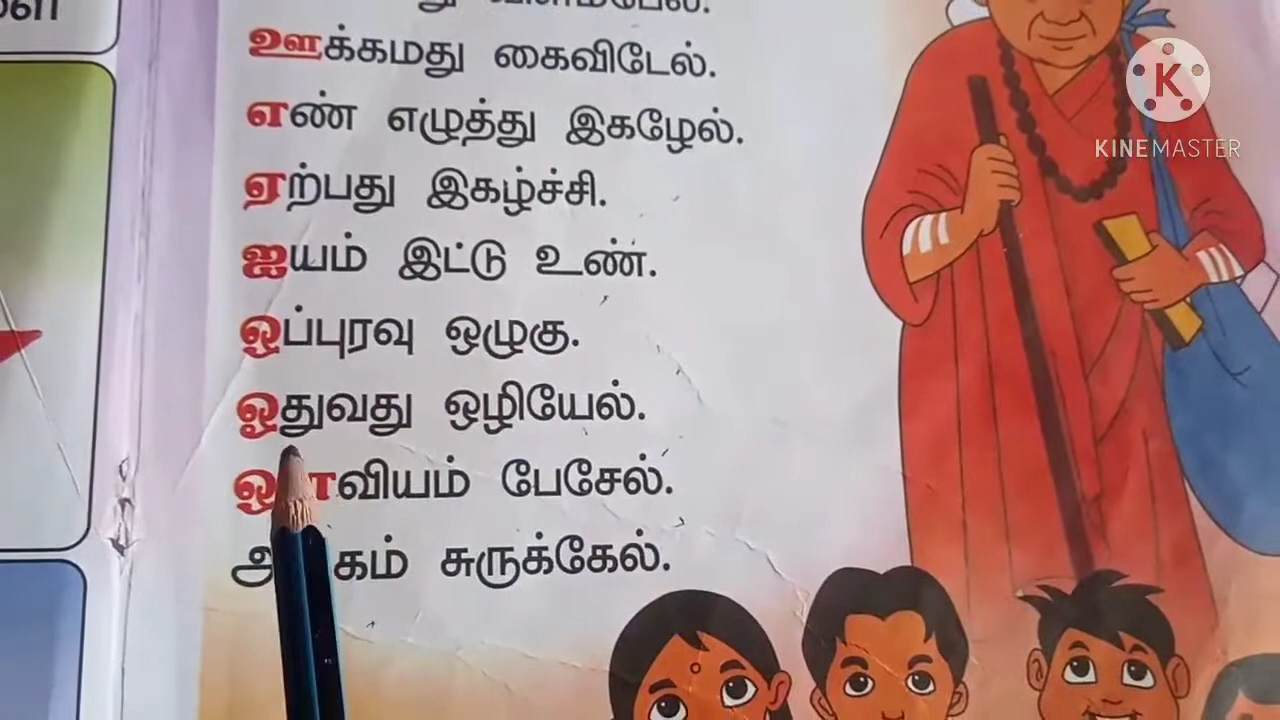 ஊக்கமது கைவிடேல்.
எண் எழுத்து இகழேல்.
ஏற்பது இகழ்ச்சி.
ஐயம் இட்டு உண்.
ஒப்புரவு ஒழுகு.
ஓதுவது ஒழியேல்.
ஔவியம் பேசேல்.
சுருக்கேல்.
K
KINEMASTER